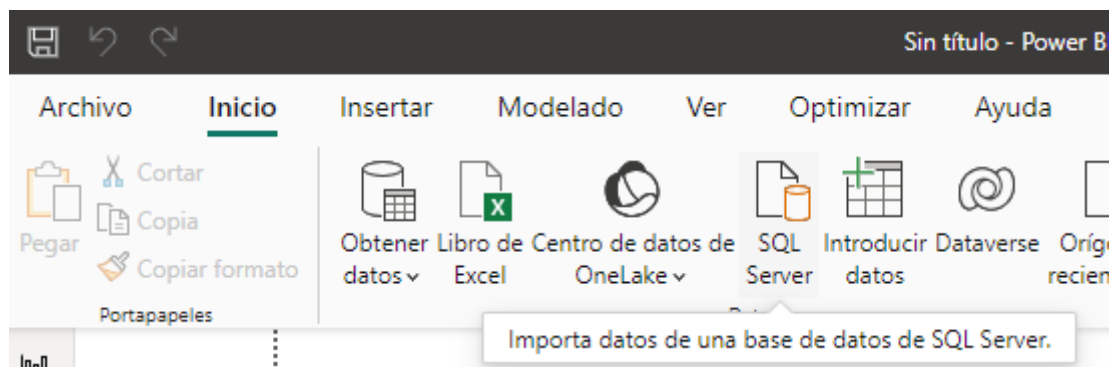 Sin título - Power B
Archivo Inicio Insertar Modelado Ver Optimizar Ayuda
Pegar
Cortar
Copia
Copiar formato
Portapapeles
Obtener datos
Libro de Excel
Centro de datos de OneLake
SQL Server
Introducir datos
Dataverse
Importa datos de una base de datos de SQL Server.